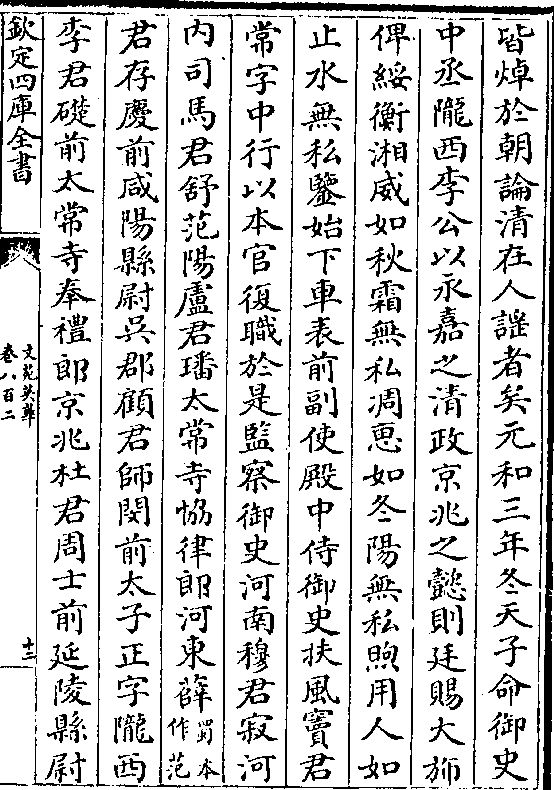 皆焯於朝論清在人謡者矣元和三年冬天子命御史
中丞隴西李公以永嘉之清政京兆之懿則廷賜大斾
俾綏衡湘威如秋霜無私凋恵如冬陽無私煦用人如
止水無私鑒始下車表前副使殿中侍御史扶風竇君
常字中行以本官復職於是監察御史河南穆君寂河
内司馬君舒范陽盧君璠太常寺恊律郎河東薛蜀本作范
君存慶前咸陽縣尉吳郡顧君師閔前太子正字隴西
李君礎前太常寺奉禮郎京兆杜君周士前延陵縣尉
欽定四庫全書
文苑英華
卷八百二
十三